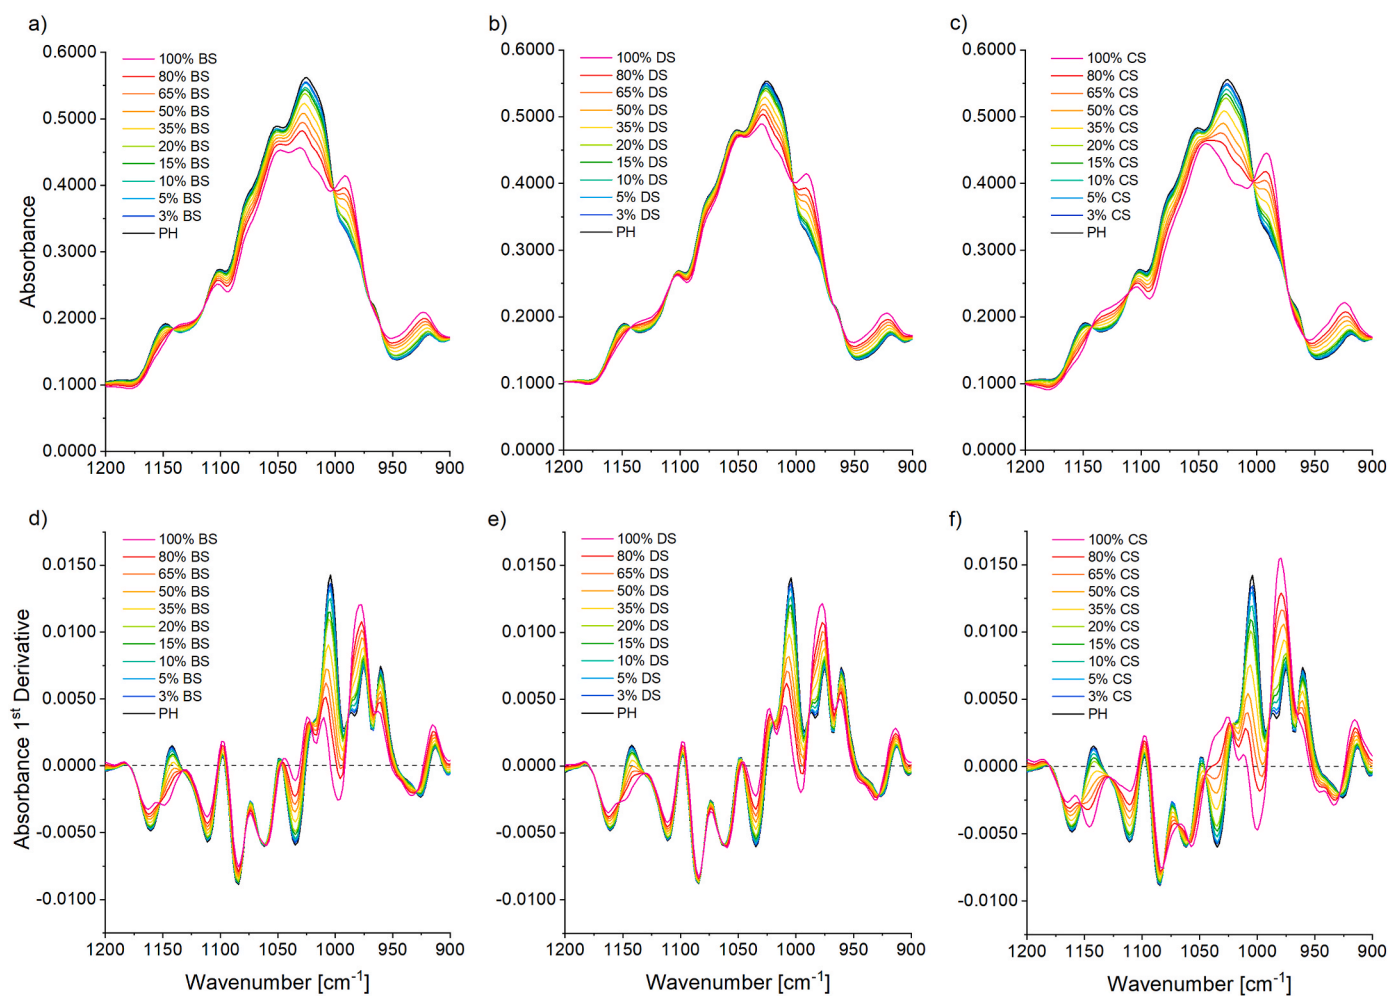 a)
0.6000
0.5000
0.4000
0.3000
0.2000
0.1000
0.0000
Absorbance
100% BS
80% BS
65% BS
50% BS
35% BS
20% BS
15% BS
10% BS
5% BS
3% BS
PH
1200 1150 1100 1050 1000 950 900
b)
0.6000
0.5000
0.4000
0.3000
0.2000
0.1000
0.0000
100% DS
80% DS
65% DS
50% DS
35% DS
20% DS
15% DS
10% DS
5% DS
3% DS
PH
1200 1150 1100 1050 1000 950 900
c)
0.6000
0.5000
0.4000
0.3000
0.2000
0.1000
0.0000
100% CS
80% CS
65% CS
50% CS
35% CS
20% CS
15% CS
10% CS
5% CS
3% CS
PH
1200 1150 1100 1050 1000 950 900
d)
0.0150
0.0100
0.0050
0.0000
-0.0050
-0.0100
Absorbance 1st Derivative
100% BS
80% BS
65% BS
50% BS
35% BS
20% BS
15% BS
10% BS
5% BS
3% BS
PH
1200 1150 1100 1050 1000 950 900
Wavenumber [cm-1]
e)
0.0150
0.0100
0.0050
0.0000
-0.0050
-0.0100
100% DS
80% DS
65% DS
50% DS
35% DS
20% DS
15% DS
10% DS
5% DS
3% DS
PH
1200 1150 1100 1050 1000 950 900
Wavenumber [cm-1]
f)
0.0150
0.0100
0.0050
0.0000
-0.0050
-0.0100
100% CS
80% CS
65% CS
50% CS
35% CS
20% CS
15% CS
10% CS
5% CS
3% CS
PH
1200 1150 1100 1050 1000 950 900
Wavenumber [cm-1]